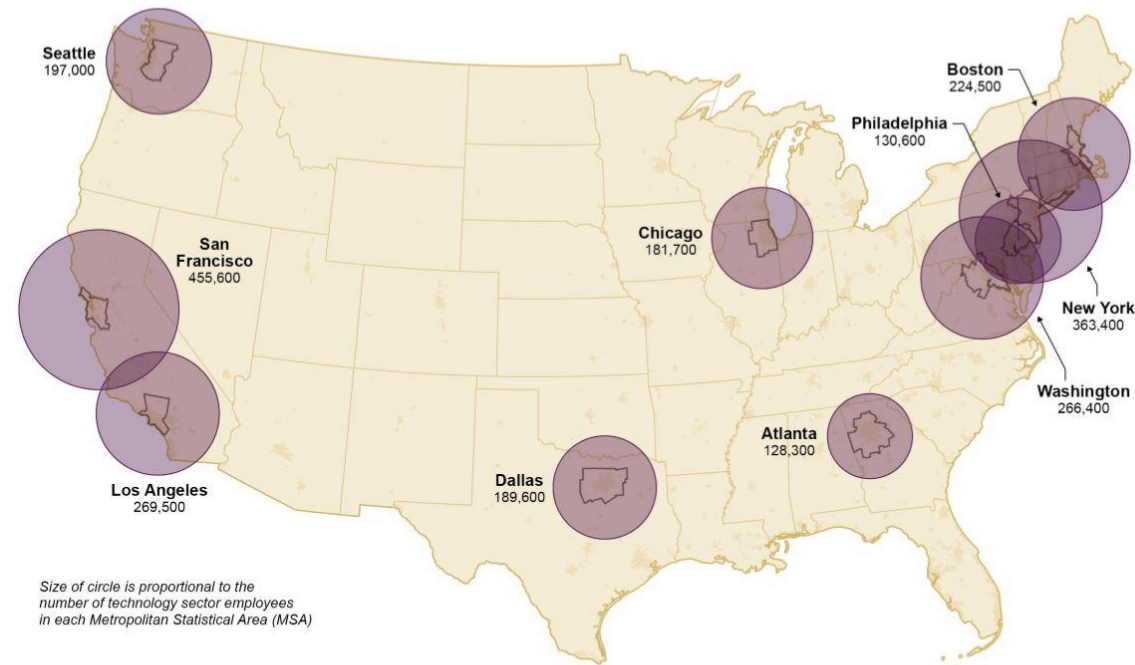 Seattle
197,000
Boston
224,500
Philadelphia
130,600
San
Francisco
455,600
Chicago
181,700
New York
363,400
Washington
266,400
Atlanta
128,300
Los Angeles
269,500
Dallas
189,600
Size of circle is proportional to the
number of technology sector employees
in each Metropolitan Statistical Area (MSA)